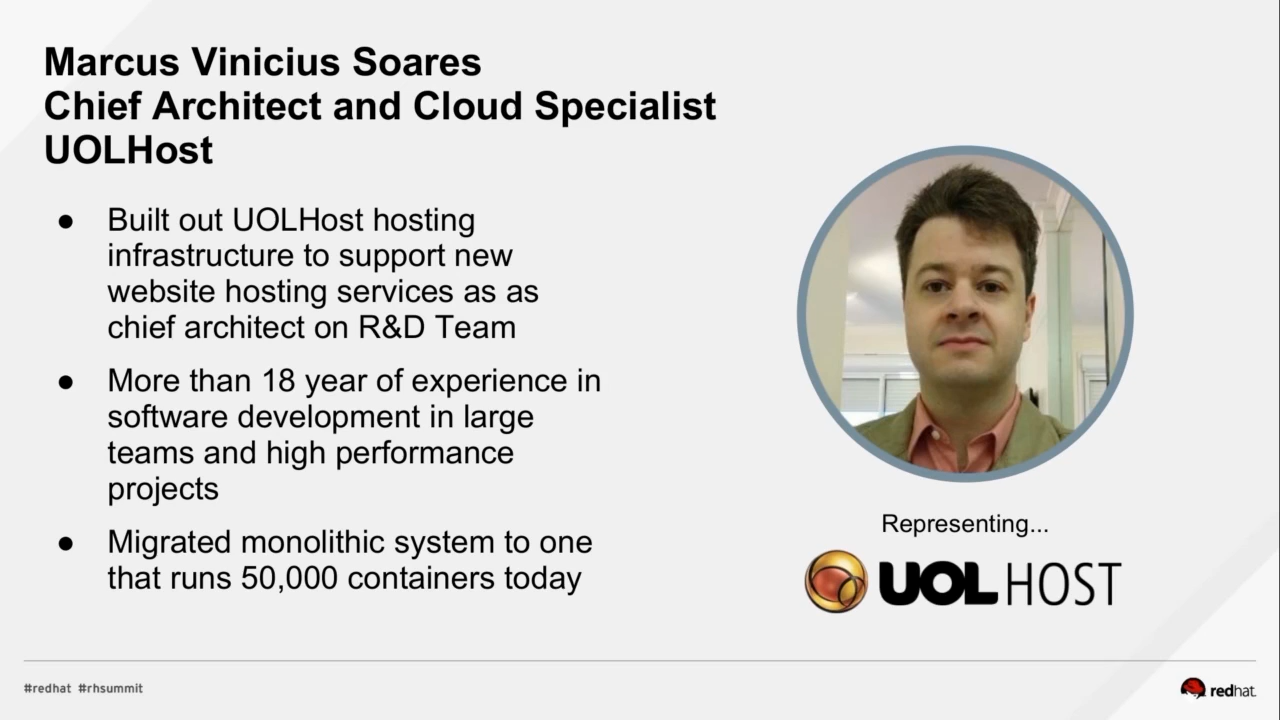 Marcus Vinicius Soares
Chief Architect and Cloud Specialist
UOLHost
● Built out UOLHost hosting
infrastructure to support new
website hosting services as as
chief architect on R&D Team
● More than 18 year of experience in
software development in large
teams and high performance
projects
● Migrated monolithic system to one
that runs 50,000 containers today
Representing...
UOL HOST
#redhat #rhsummit
redhat.